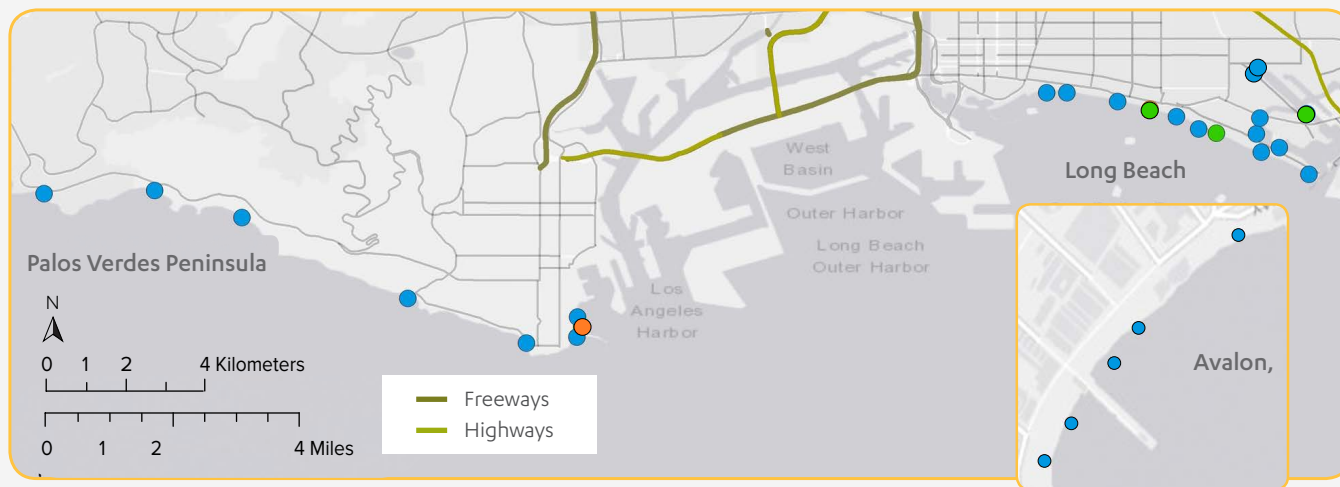 West
Basin
Long Beach
Outer Harbor
Long Beach
Outer Harbor
Palos Verdes Peninsula
Los
Angeles
Harbor
N
0 1 2 4 Kilometers
0 1 2 4 Miles
Freeways
Highways
Avalon,